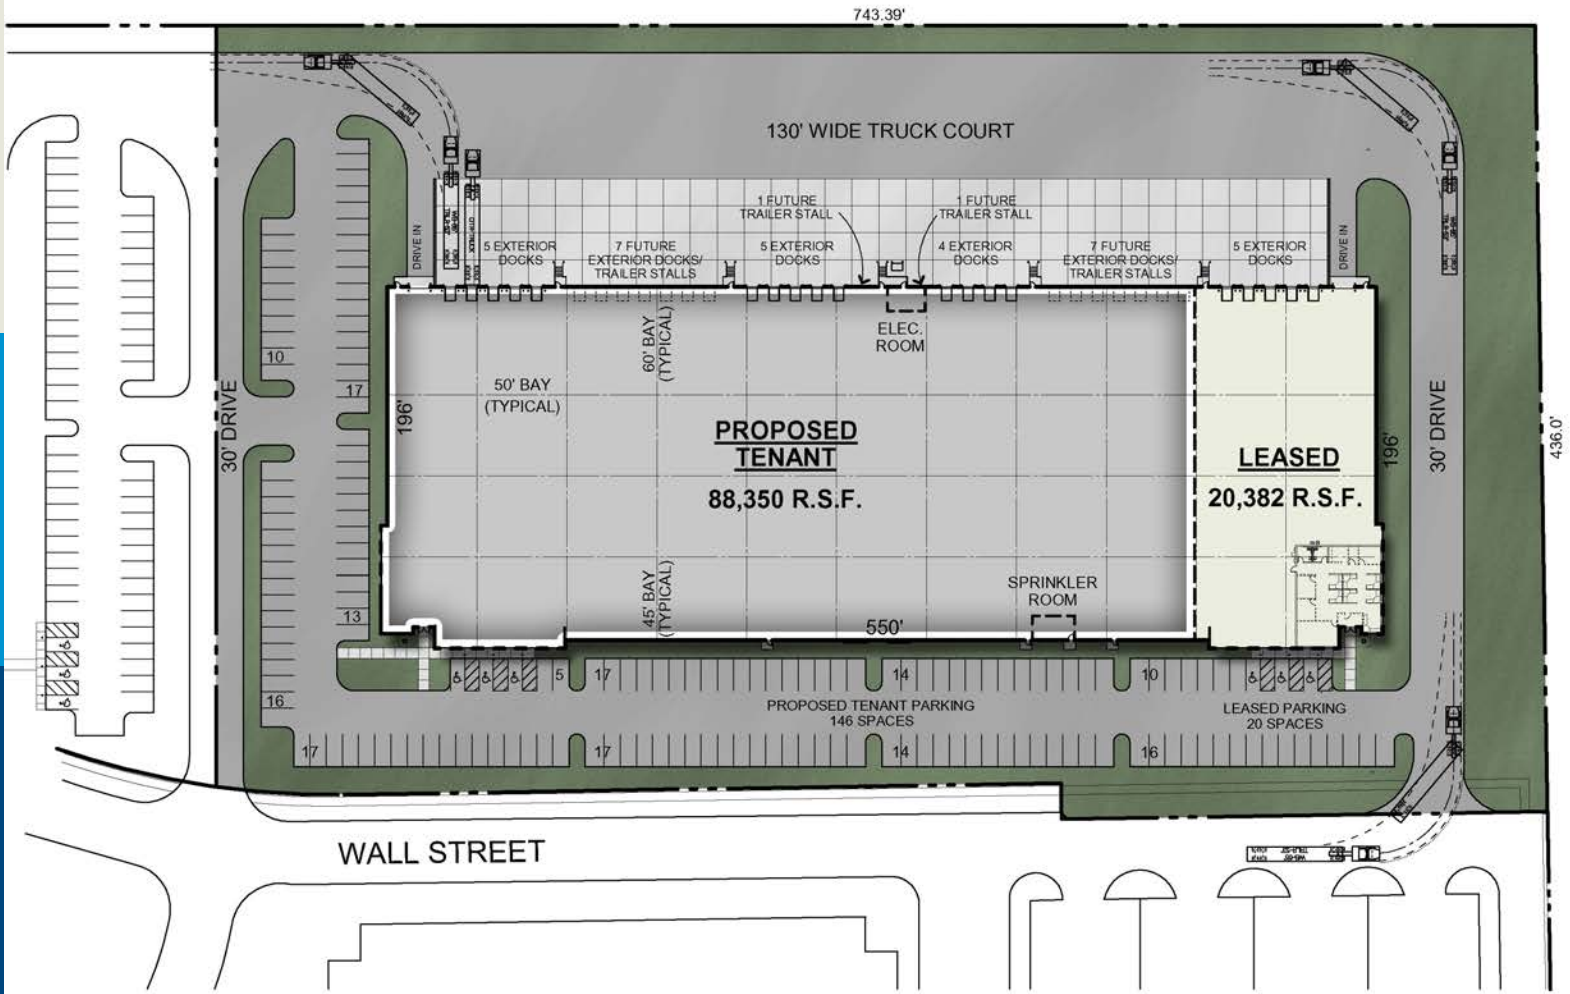 743.39'
130' WIDE TRUCK COURT
1 FUTURE
TRAILER STALL
1 FUTURE
TRAILER STALL
DRIVE IN
5 EXTERIOR
DOCKS
7 FUTURE
EXTERIOR DOCKS/
TRAILER STALLS
5 EXTERIOR
DOCKS
4 EXTERIOR
DOCKS
7 FUTURE
EXTERIOR DOCKS/
TRAILER STALLS
5 EXTERIOR
DOCKS
DRIVE IN
ELEC.
ROOM
60' BAY
(TYPICAL)
50' BAY
(TYPICAL)
10
17
30' DRIVE
196'
PROPOSED
TENANT
88,350 R.S.F.
LEASED
20,382 R.S.F.
196'
30' DRIVE
436.0'
45' BAY
(TYPICAL)
SPRINKLER
ROOM
550'
13
16
5
17
14
10
PROPOSED TENANT PARKING
146 SPACES
LEASED PARKING
20 SPACES
17
17
14
16
WALL STREET